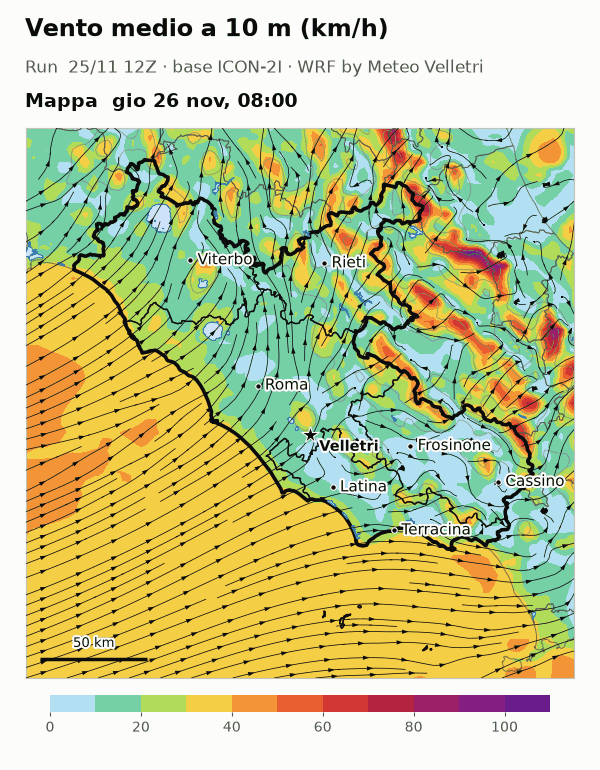 Vento medio a 10 m (km/h)
Run 25/11 12Z · base ICON-2I · WRF by Meteo Velletri
Mappa gio 26 nov, 08:00
Viterbo
Rieti
Roma
Velletri
Frosinone
Latina
Cassino
Terracina
50 km
0 20 40 60 80 100